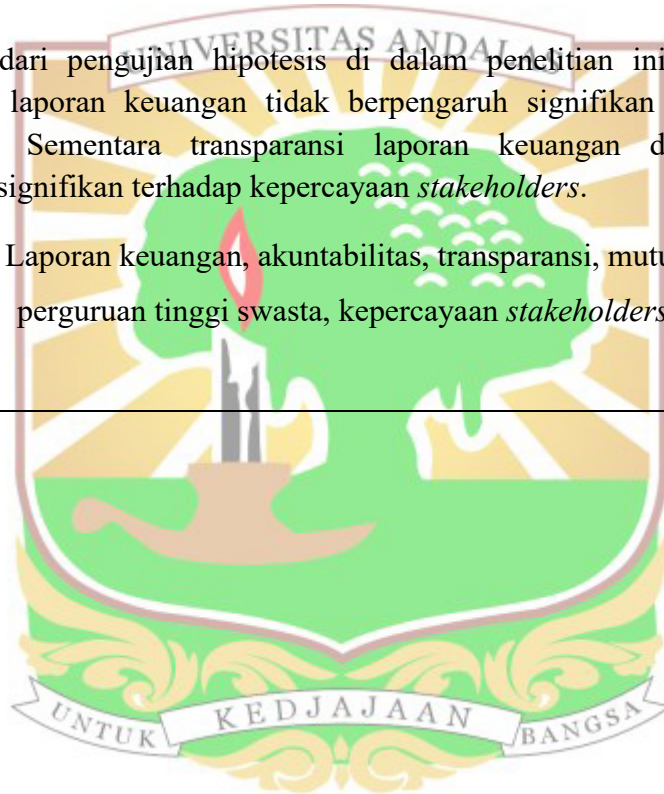 UNIVERSITAS ANDALAS
dari pengujian hipotesis di dalam penelitian ini
laporan keuangan tidak berpengaruh signifikan
Sementara transparansi laporan keuangan d
signifikan terhadap kepercayaan stakeholders.
Laporan keuangan, akuntabilitas, transparansi, mutu
perguruan tinggi swasta, kepercayaan stakeholders
UNTUK KEDJAJAAN BANGSA